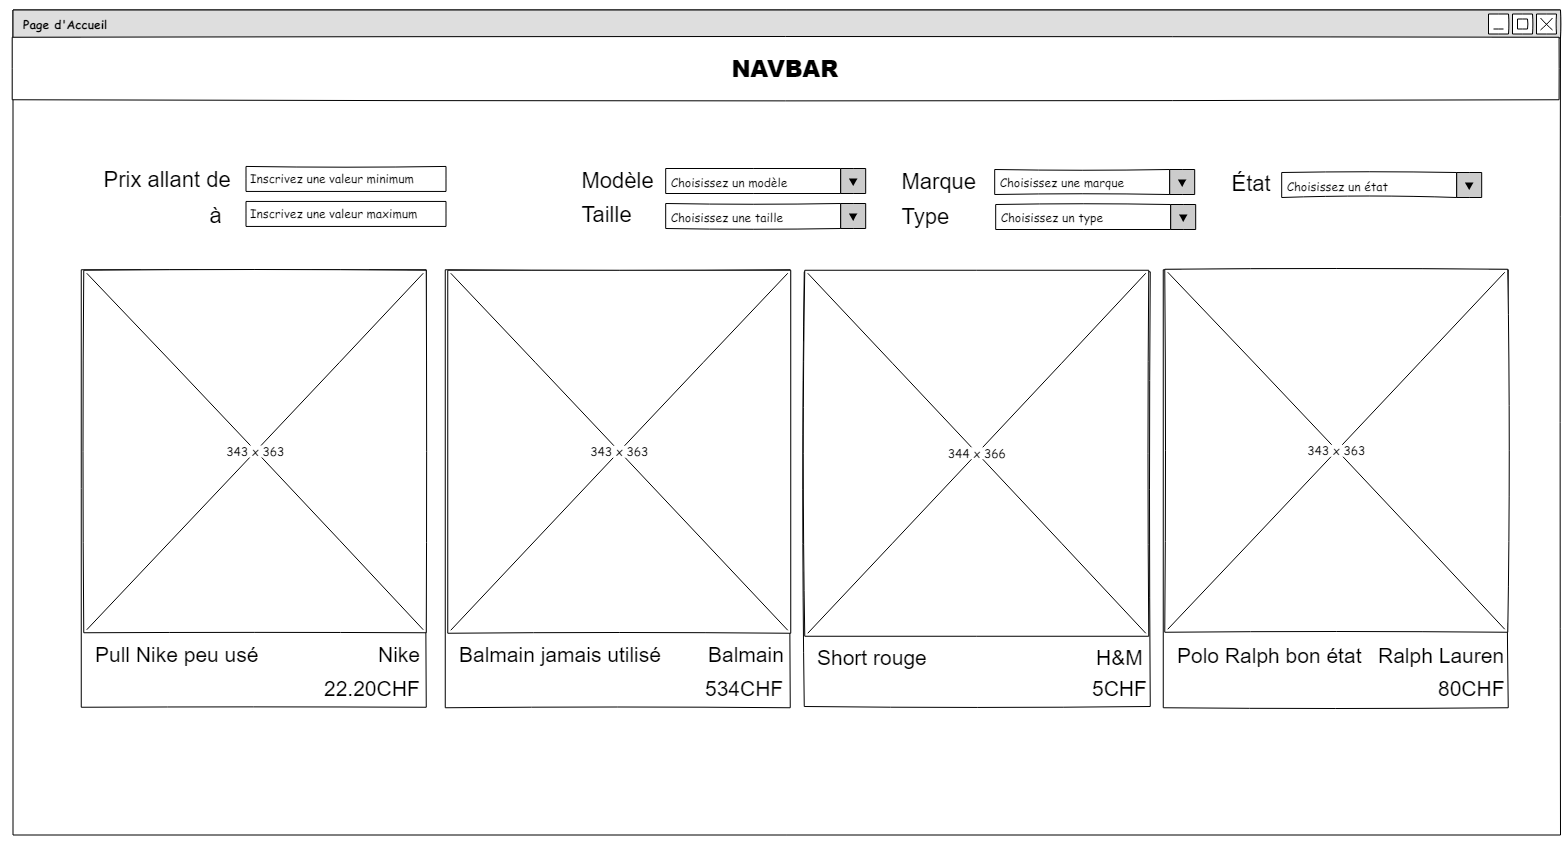 Page d'Accueil
NAVBAR
Prix allant de
Inscrivez une valeur minimum
à
Inscrivez une valeur maximum
Modèle
Choisissez un modèle
Taille
Choisissez une taille
Marque
Choisissez une marque
Type
Choisissez un type
État
Choisissez un état
343 x 363
Pull Nike peu usé
Nike
22.20CHF
343 x 363
Balmain jamais utilisé
Balmain
534CHF
344 x 366
Short rouge
H&M
5CHF
343 x 363
Polo Ralph bon état
Ralph Lauren
80CHF